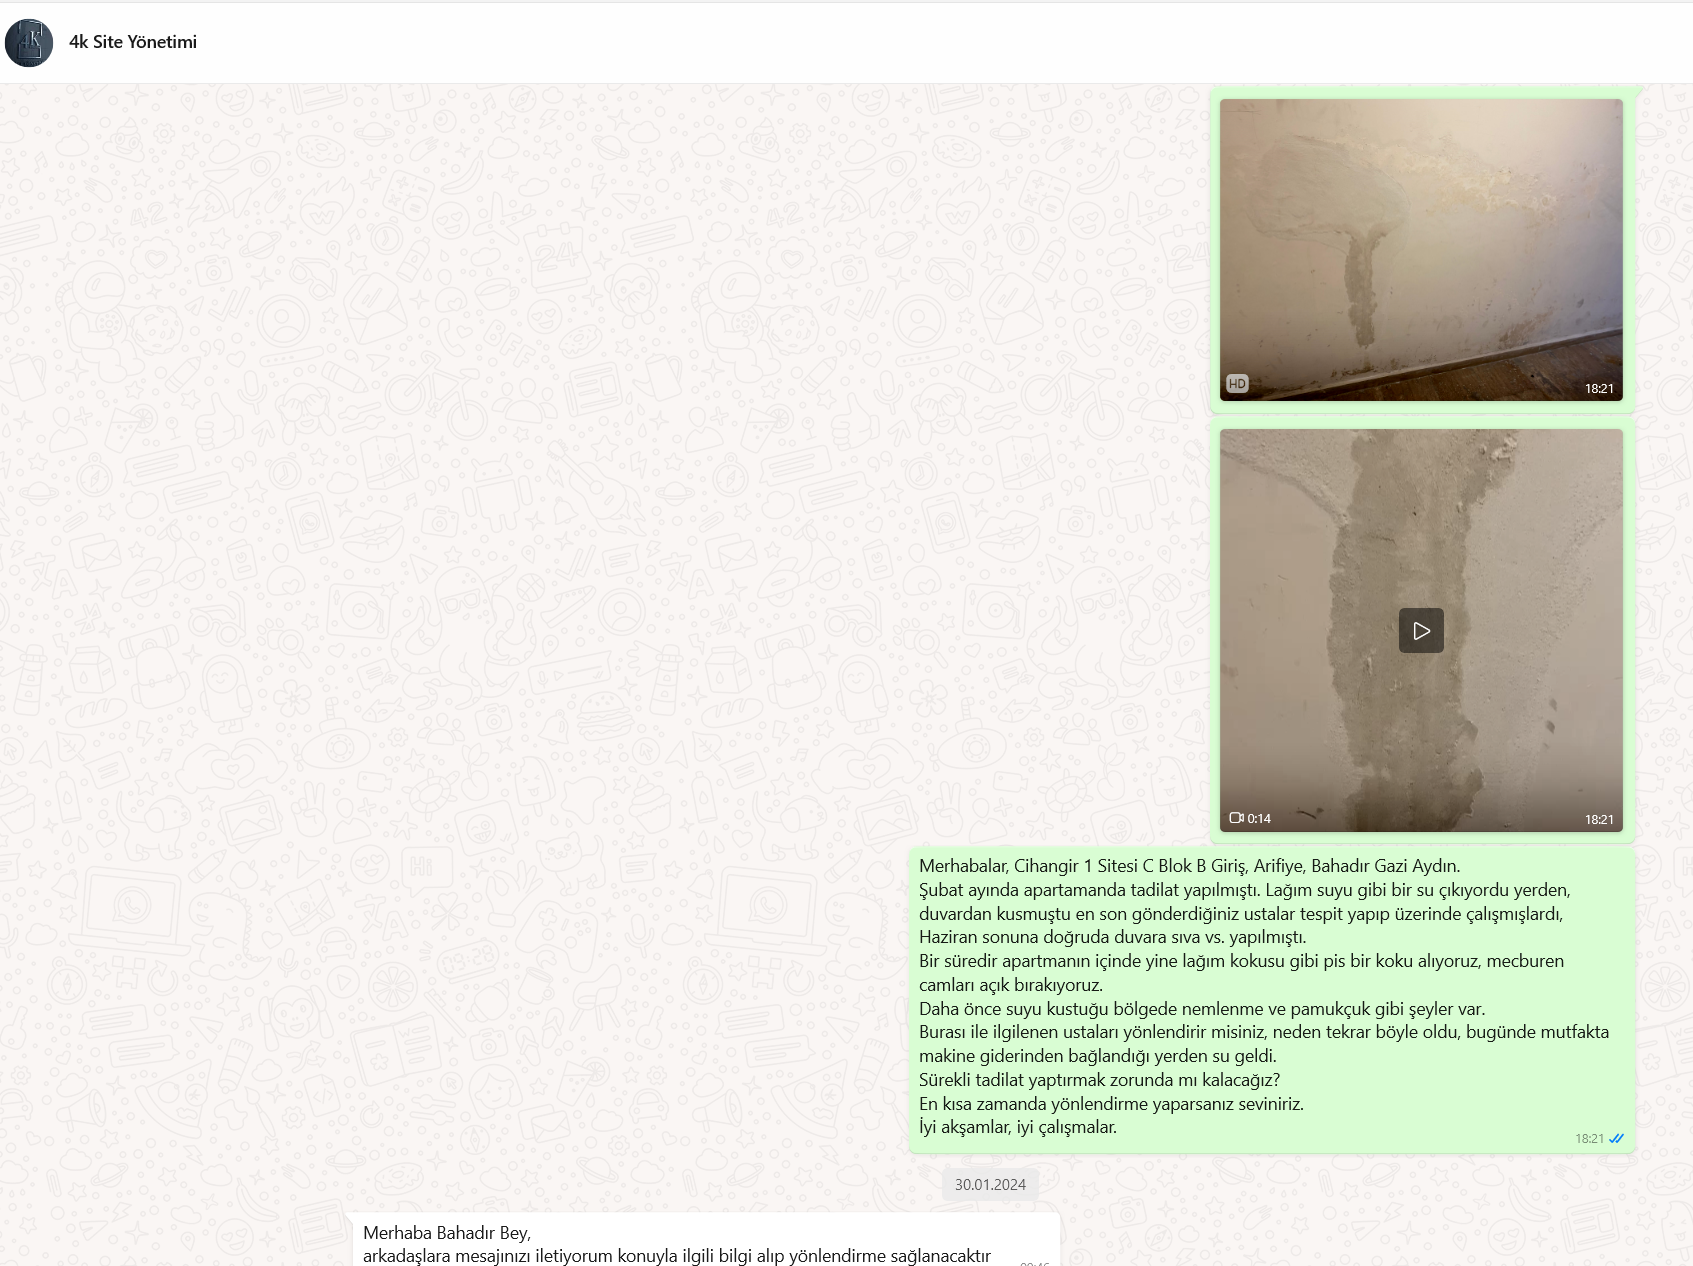 4k Site Yönetimi
HD
18:21
0:14
18:21
Merhabalar, Cihangir 1 Sitesi C Blok B Giriş, Arifiye, Bahadır Gazi Aydın.
Şubat ayında apartamanda tadilat yapılmıştı. Lağım suyu gibi bir su çıkıyordu yerden,
duvardan kusmuştu en son gönderdiğiniz ustalar tespit yapıp üzerinde çalışmışlardı,
Haziran sonuna doğruda duvara sıva vs. yapılmıştı.
Bir süredir apartmanın içinde yine lağım kokusu gibi pis bir koku alıyoruz, mecburen
camları açık bırakıyoruz.
Daha önce suyu kustuğu bölgede nemlenme ve pamukçuk gibi şeyler var.
Burası ile ilgilenen ustaları yönlendirir misiniz, neden tekrar böyle oldu, bugünde mutfakta
makine giderinden bağlandığı yerden su geldi.
Sürekli tadilat yaptırmak zorunda mı kalacağız?
En kısa zamanda yönlendirme yaparsanız seviniriz.
İyi akşamlar, iyi çalışmalar.
18:21
30.01.2024
Merhaba Bahadır Bey,
arkadaşlara mesajınızı iletiyorum konuyla ilgili bilgi alıp yönlendirme sağlanacaktır